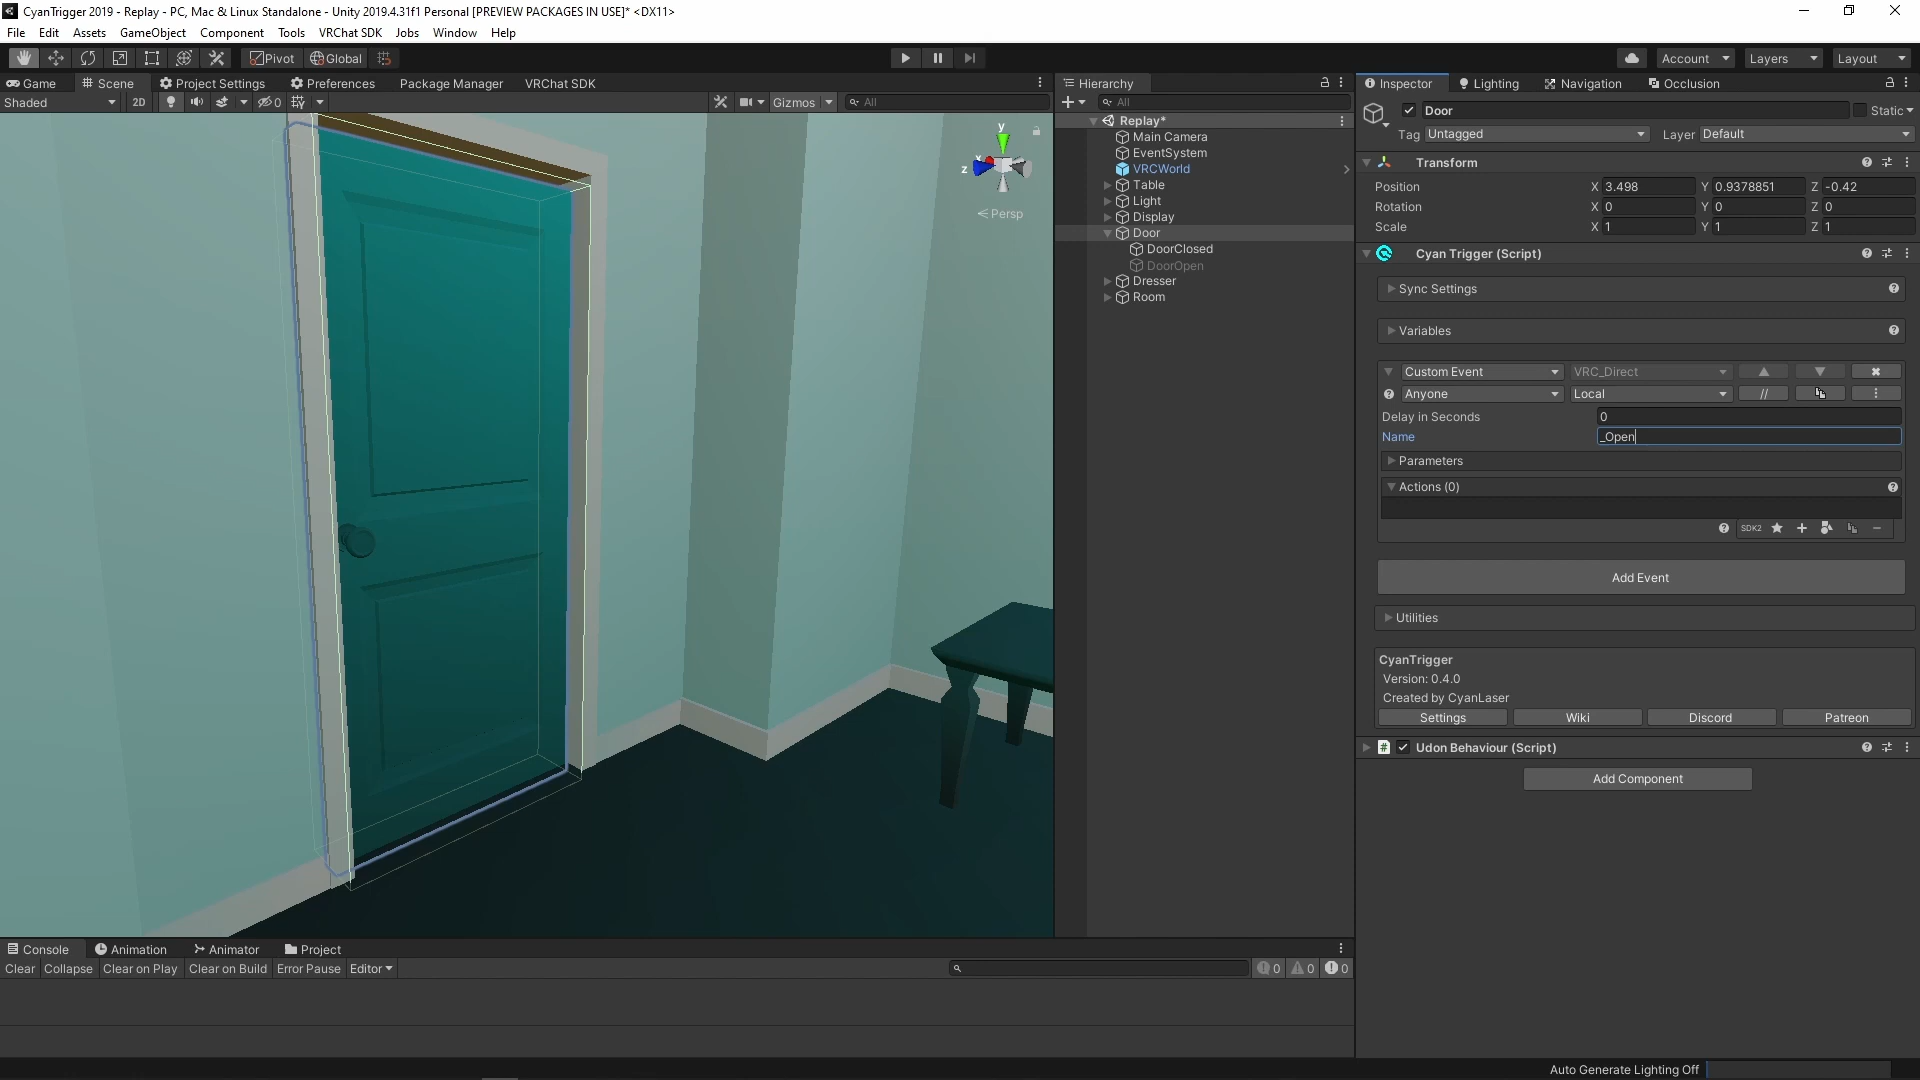 CyanTrigger 2019 - Replay - PC, Mac & Linux Standalone - Unity 2019.4.31f1 Personal [PREVIEW PACKAGES IN USE]* <DX11>
File Edit Assets GameObject Component Tools VRChat SDK Jobs Window Help
Pivot Global Account Layers Layout
Game Scene Project Settings Preferences Package Manager VRChat SDK
Shaded 2D 0 Gizmos All
y
z
x
Persp
Hierarchy
All
Replay*
Main Camera
EventSystem
VRCWorld
Table
Light
Display
Door
DoorClosed
DoorOpen
Dresser
Room
Inspector Lighting Navigation Occlusion
Door Static
Tag Untagged Layer Default
Transform
Position X 3.498 Y 0.9378851 Z -0.42
Rotation X 0 Y 0 Z 0
Scale X 1 Y 1 Z 1
Cyan Trigger (Script)
Sync Settings
Variables
Custom Event VRC_Direct
Anyone Local //
Delay in Seconds 0
Name _Open
Parameters
Actions (0)
SDK2
Add Event
Utilities
CyanTrigger
Version: 0.4.0
Created by CyanLaser
Settings Wiki Discord Patreon
# Udon Behaviour (Script)
Add Component
Console Animation Animator Project
Clear Collapse Clear on Play Clear on Build Error Pause Editor 0 0 0
Auto Generate Lighting Off